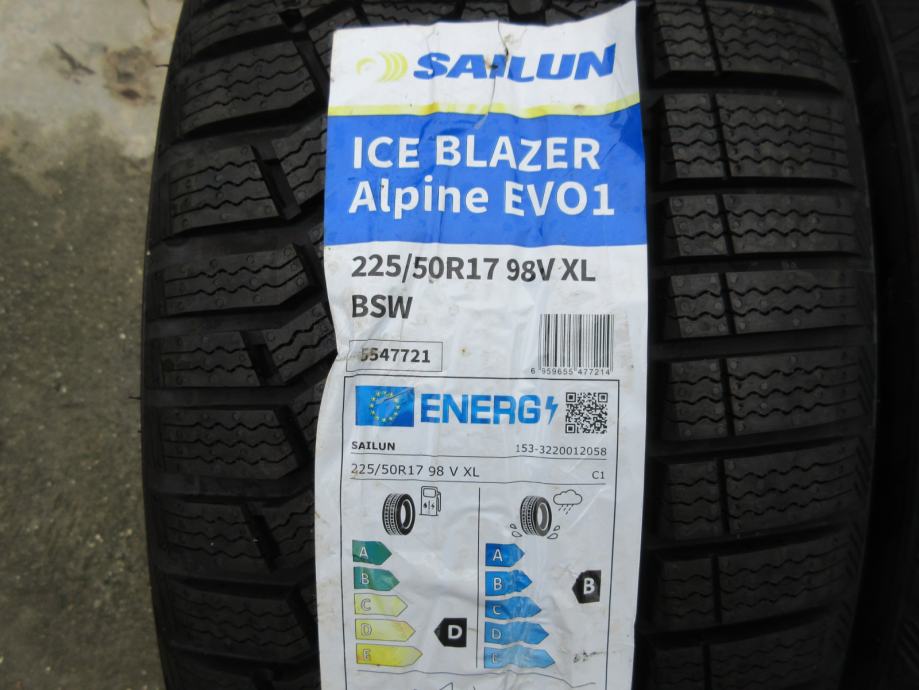 SAILUN
ICE BLAZER
Alpine EVO1
225/50R17 98V XL
BSW
5547721
6 959655 477214
ENERG
SAILUN 153-3220012058
225/50R17 98 V XL C1
A A
B B B
C C
D D D
E E